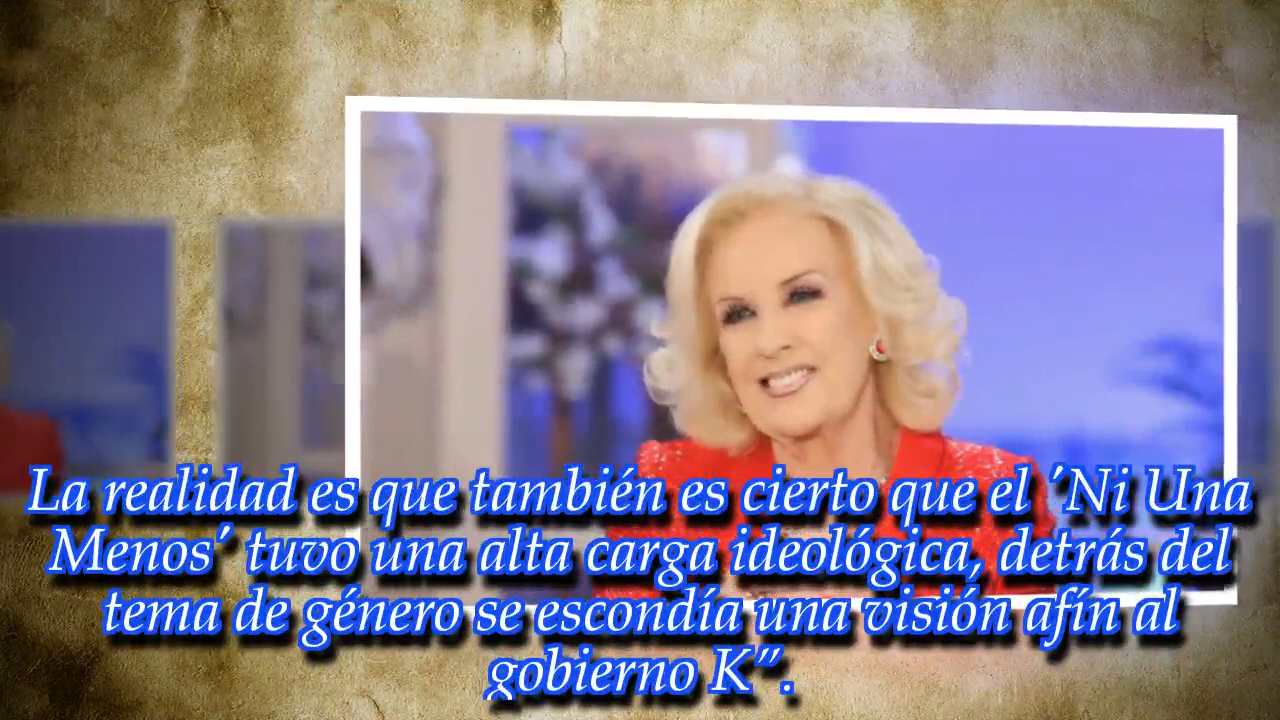 La realidad es que también es cierto que el 'Ni Una
Menos' tuvo una alta carga ideológica, detrás del
tema de género se escondía una visión afín al
gobierno K”.